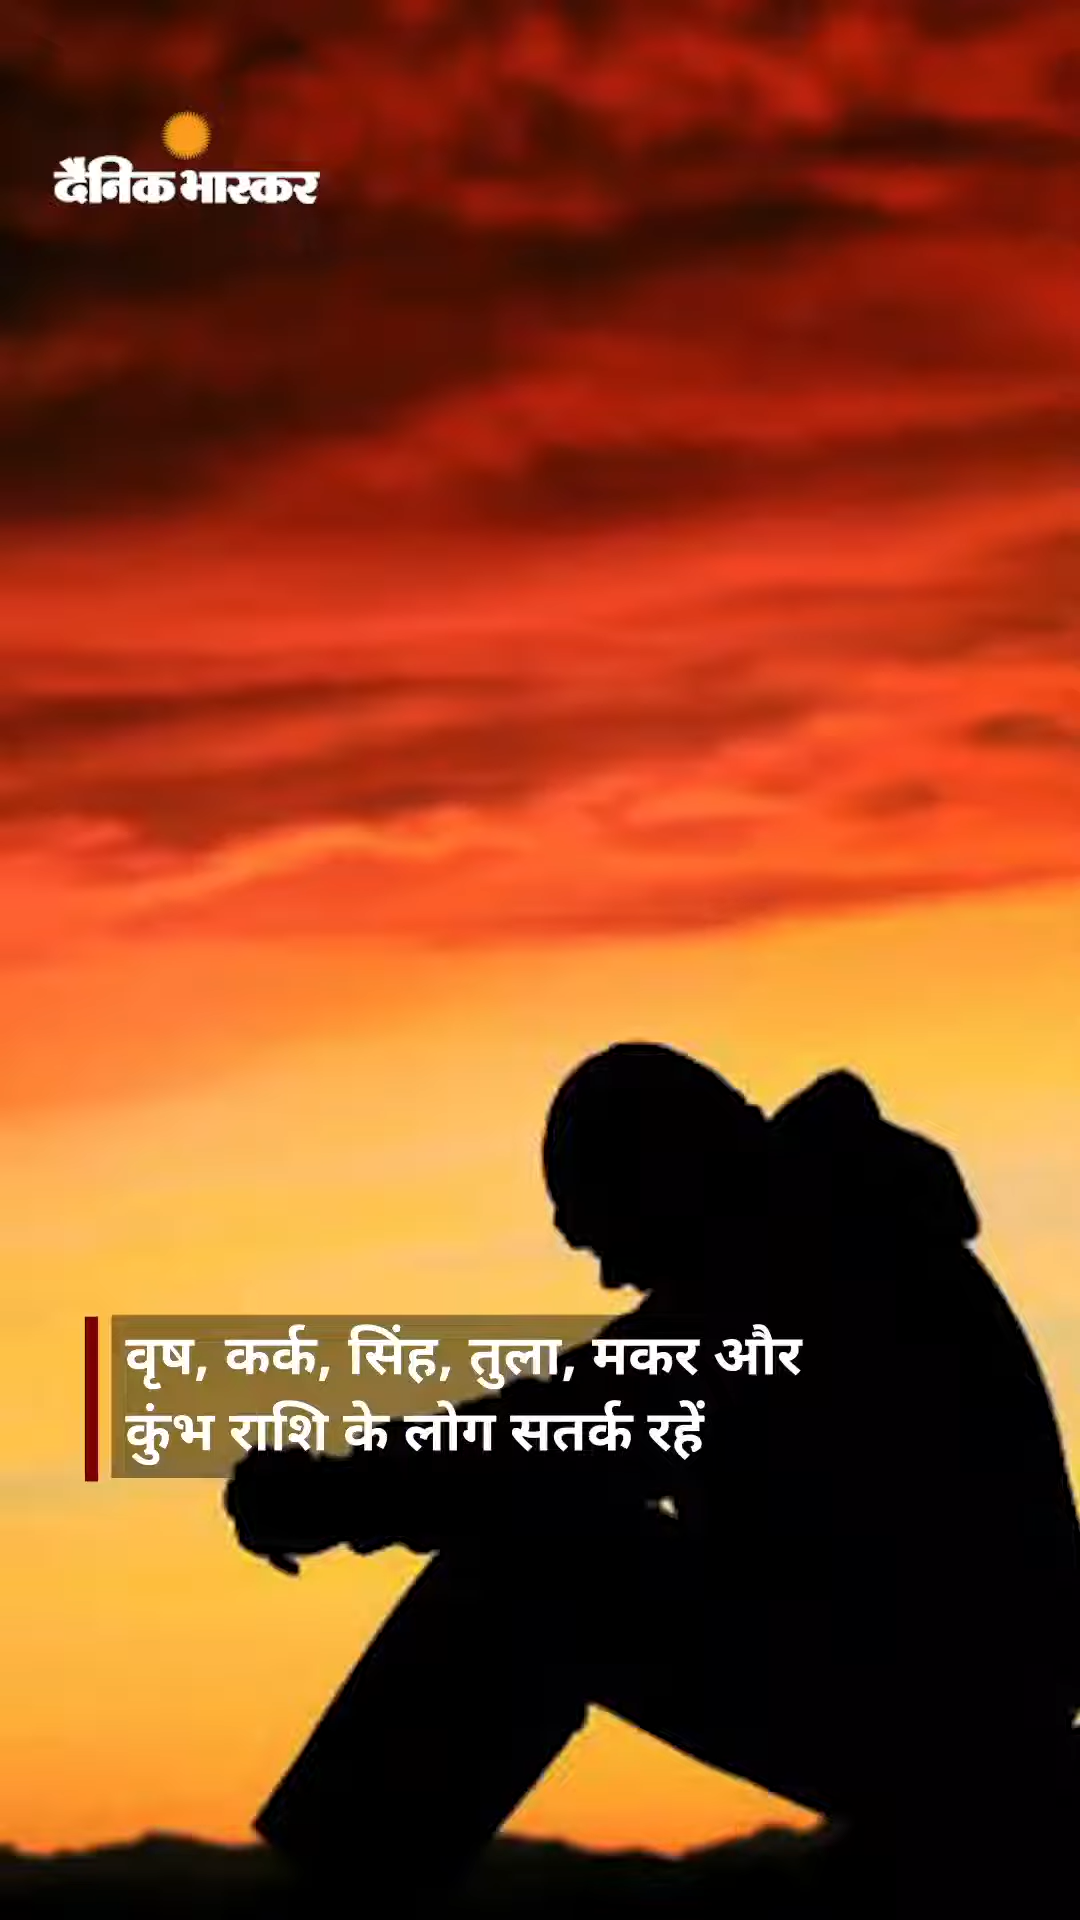 दैनिक भास्कर
वृष, कर्क, सिंह, तुला, मकर और
कुंभ राशि के लोग सतर्क रहें